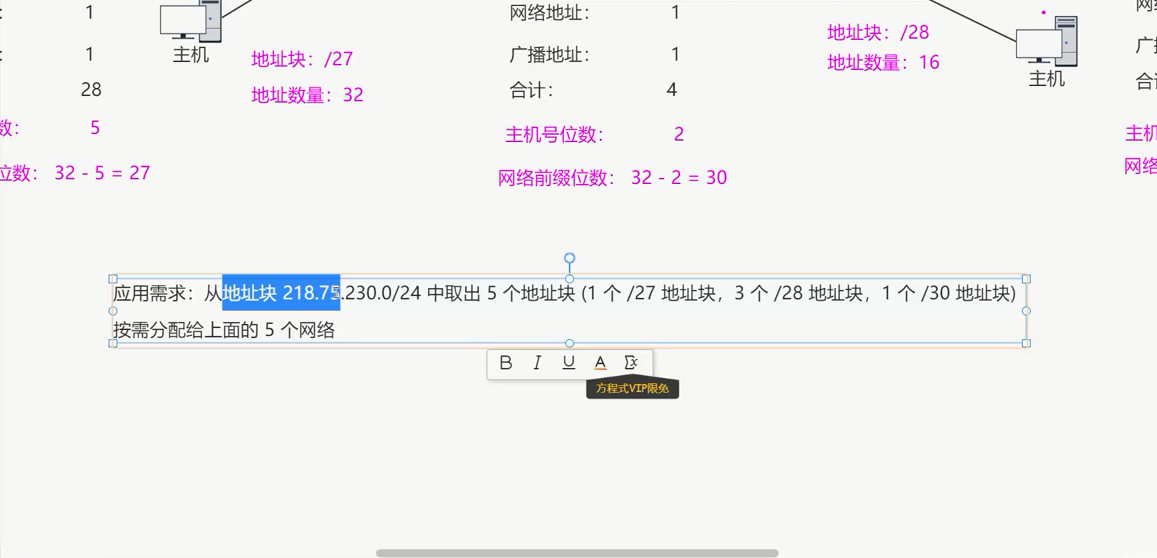 1
主机
1
28
数： 5
位数： 32 - 5 = 27
地址块：/27
地址数量：32
网络地址： 1
广播地址： 1
合计： 4
主机号位数： 2
网络前缀位数： 32 - 2 = 30
地址块：/28
地址数量：16
主机
合
主机
网络
应用需求：从地址块 218.75.230.0/24 中取出 5 个地址块 (1 个 /27 地址块，3 个 /28 地址块，1 个 /30 地址块)
按需分配给上面的 5 个网络
B I U A
方程式VIP限免